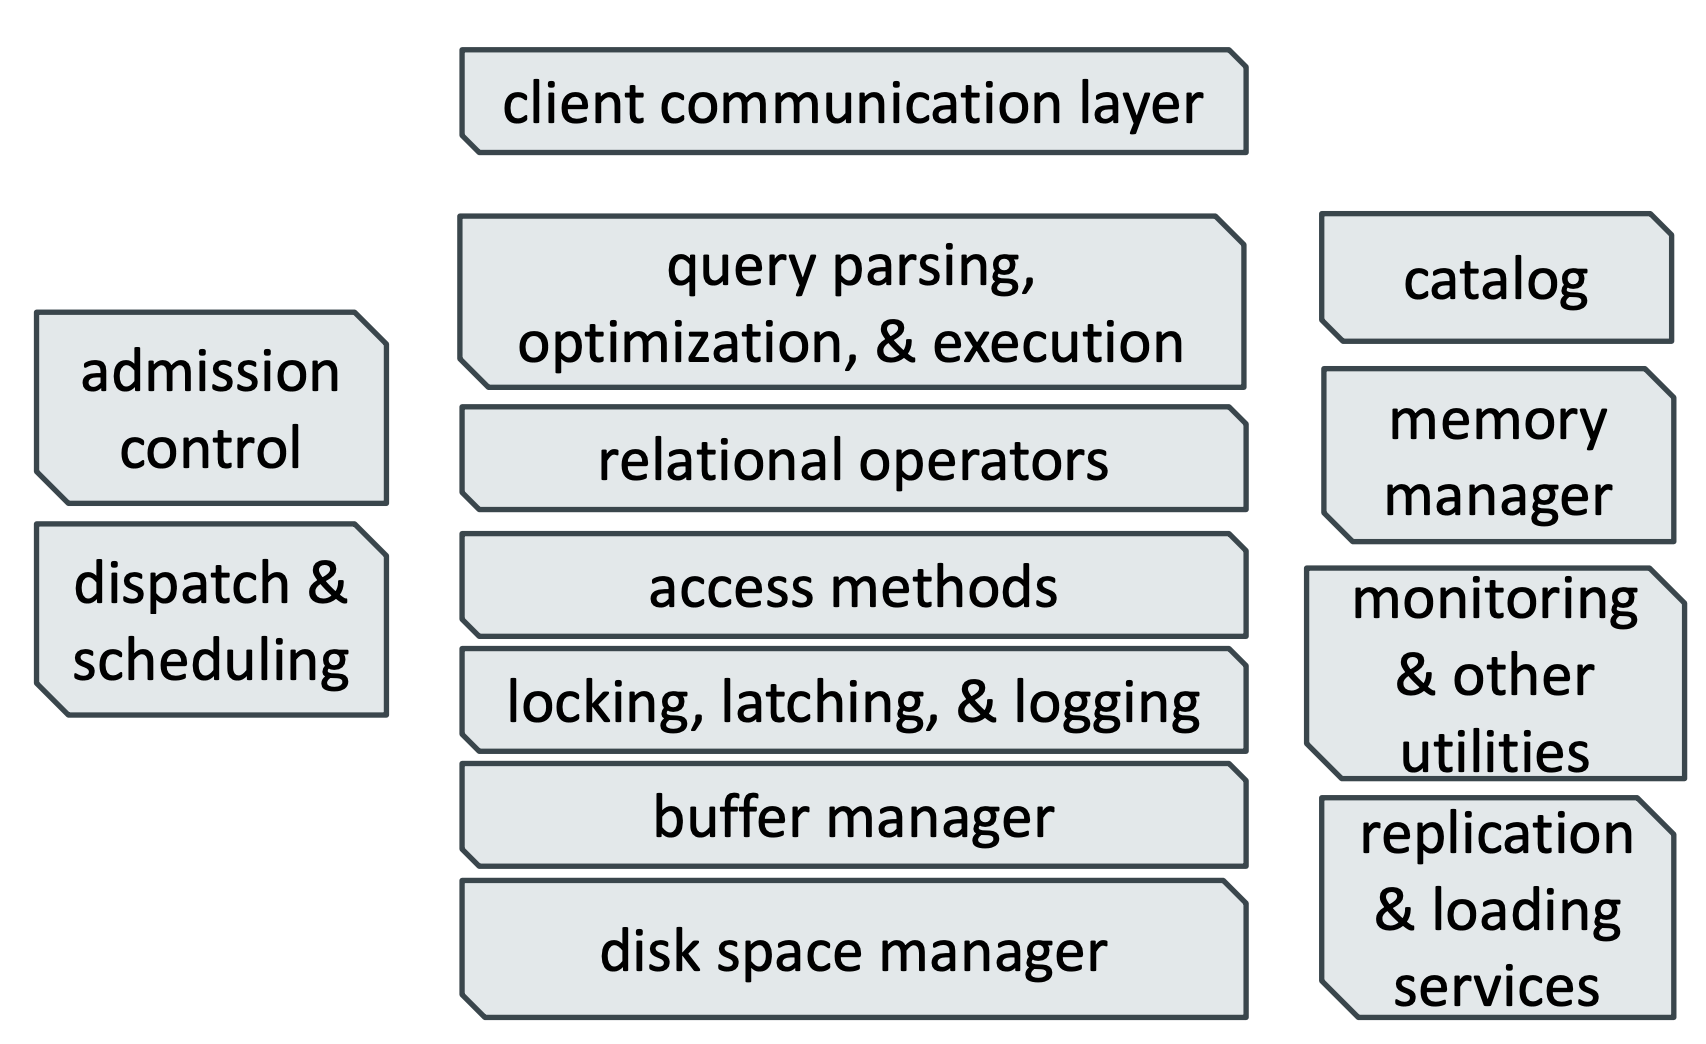 client communication layer
admission
control
dispatch &
scheduling
query parsing,
optimization, & execution
relational operators
access methods
locking, latching, & logging
buffer manager
disk space manager
catalog
memory
manager
monitoring
& other
utilities
replication
& loading
services